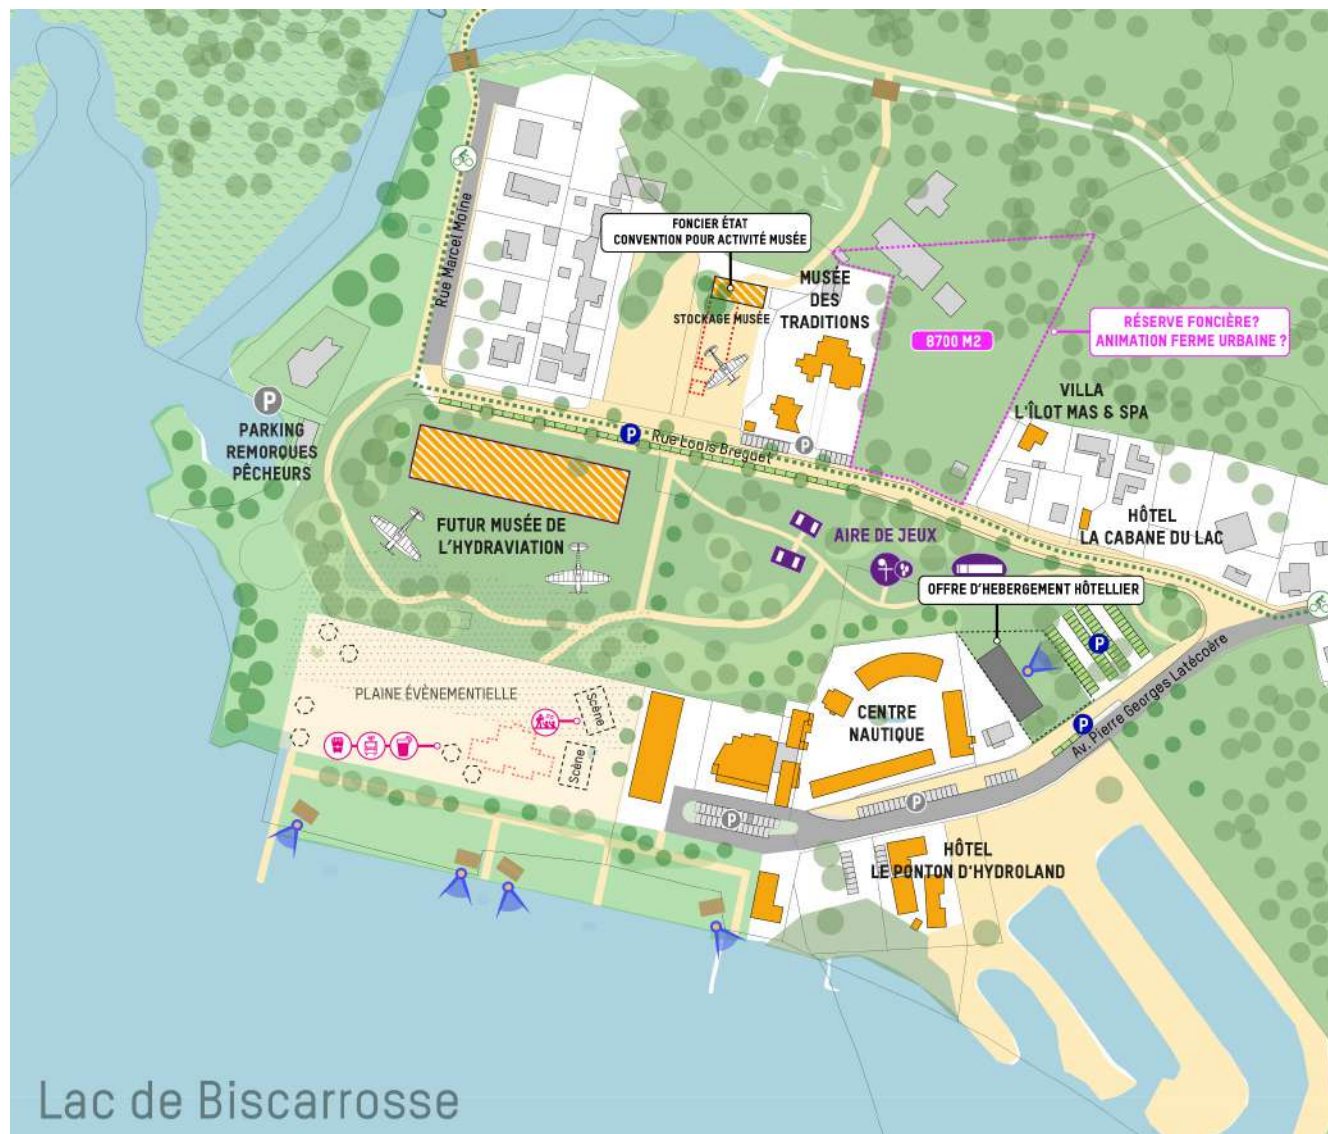 Rue Marcel Moine
FONCIER ÉTAT
CONVENTION POUR ACTIVITÉ MUSÉE
STOCKAGE MUSÉE
MUSÉE
DES
TRADITIONS
8700 M2
RÉSERVE FONCIÈRE?
ANIMATION FERME URBAINE ?
VILLA
L'ÎLOT MAS & SPA
P
PARKING
REMORQUES
PÊCHEURS
P
Rue Louis Breguet
P
FUTUR MUSÉE DE
L'HYDRAVIATION
AIRE DE JEUX
HÔTEL
LA CABANE DU LAC
OFFRE D'HEBERGEMENT HÔTELLIER
P
PLAINE ÉVÈNEMENTIELLE
Scène
Scène
CENTRE
NAUTIQUE
P
Av. Pierre Georges Latécoère
P
P
HÔTEL
LE PONTON D'HYDROLAND
Lac de Biscarrosse